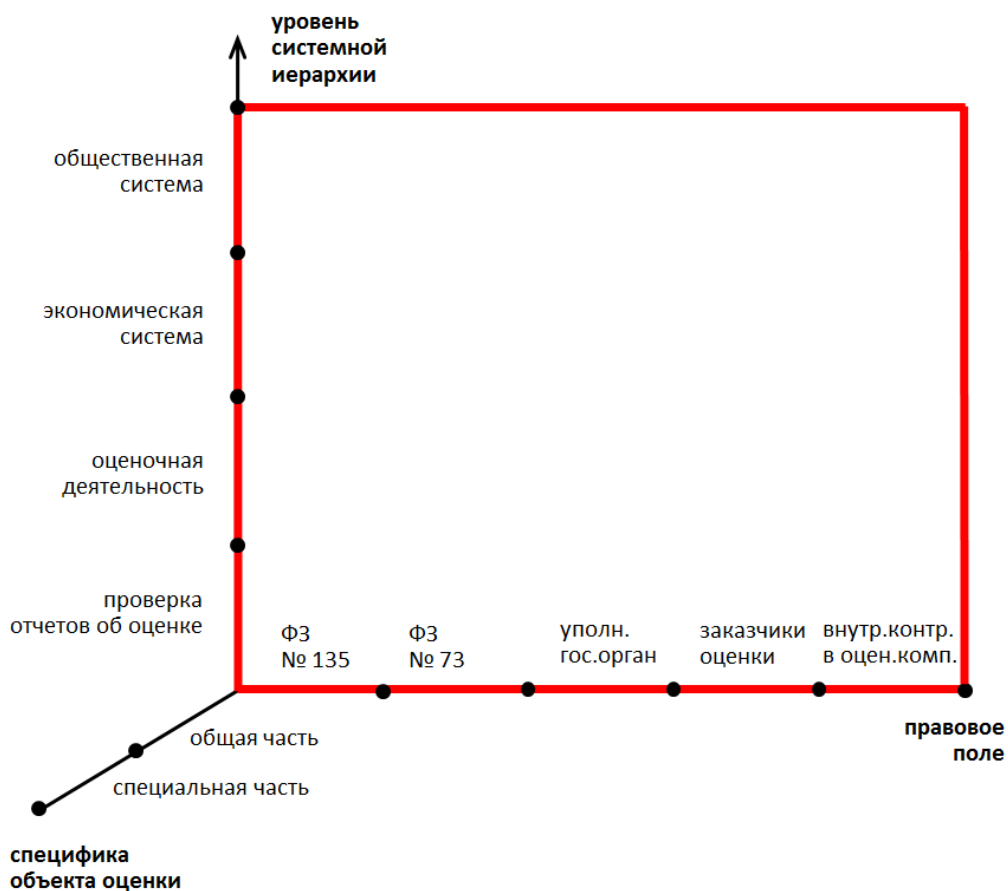 уровень
системной
иерархии
общественная
система
экономическая
система
оценочная
деятельность
проверка
отчетов об оценке
ФЗ
№ 135
ФЗ
№ 73
уполн.
гос.орган
заказчики
оценки
внутр.контр.
в оцен.комп.
правовое
поле
общая часть
специальная часть
специфика
объекта оценки